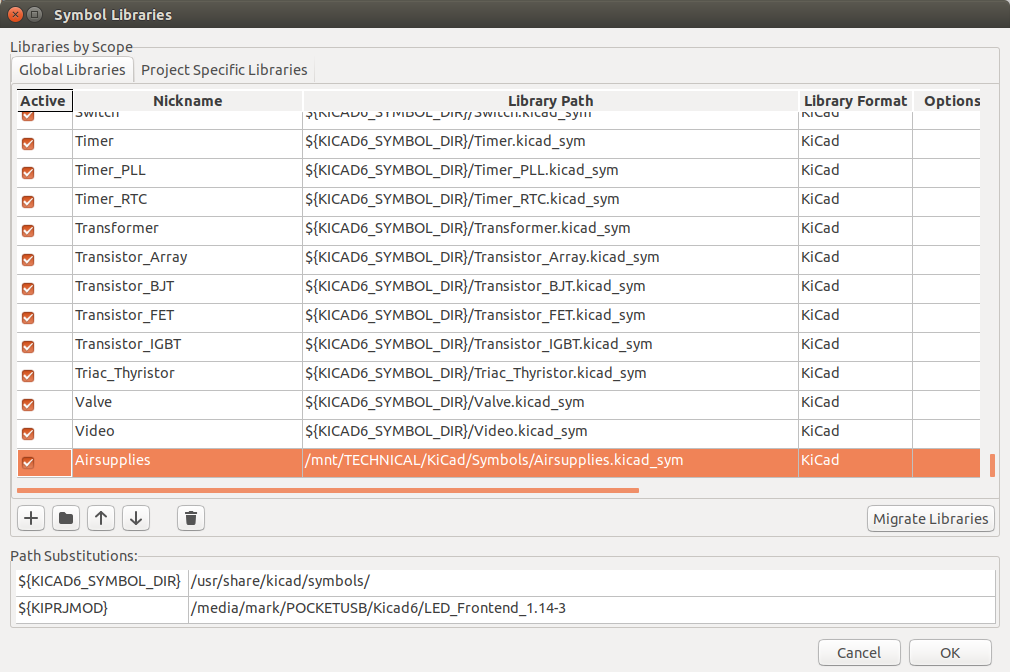 Symbol Libraries
Libraries by Scope
Global Libraries Project Specific Libraries
Active Nickname Library Path Library Format Options
Switch ${KICAD6_SYMBOL_DIR}/Switch.kicad_sym KiCad
Timer ${KICAD6_SYMBOL_DIR}/Timer.kicad_sym KiCad
Timer_PLL ${KICAD6_SYMBOL_DIR}/Timer_PLL.kicad_sym KiCad
Timer_RTC ${KICAD6_SYMBOL_DIR}/Timer_RTC.kicad_sym KiCad
Transformer ${KICAD6_SYMBOL_DIR}/Transformer.kicad_sym KiCad
Transistor_Array ${KICAD6_SYMBOL_DIR}/Transistor_Array.kicad_sym KiCad
Transistor_BJT ${KICAD6_SYMBOL_DIR}/Transistor_BJT.kicad_sym KiCad
Transistor_FET ${KICAD6_SYMBOL_DIR}/Transistor_FET.kicad_sym KiCad
Transistor_IGBT ${KICAD6_SYMBOL_DIR}/Transistor_IGBT.kicad_sym KiCad
Triac_Thyristor ${KICAD6_SYMBOL_DIR}/Triac_Thyristor.kicad_sym KiCad
Valve ${KICAD6_SYMBOL_DIR}/Valve.kicad_sym KiCad
Video ${KICAD6_SYMBOL_DIR}/Video.kicad_sym KiCad
Airsupplies /mnt/TECHNICAL/KiCad/Symbols/Airsupplies.kicad_sym KiCad
Migrate Libraries
Path Substitutions:
${KICAD6_SYMBOL_DIR} /usr/share/kicad/symbols/
${KIPRJMOD} /media/mark/POCKETUSB/Kicad6/LED_Frontend_1.14-3
Cancel OK